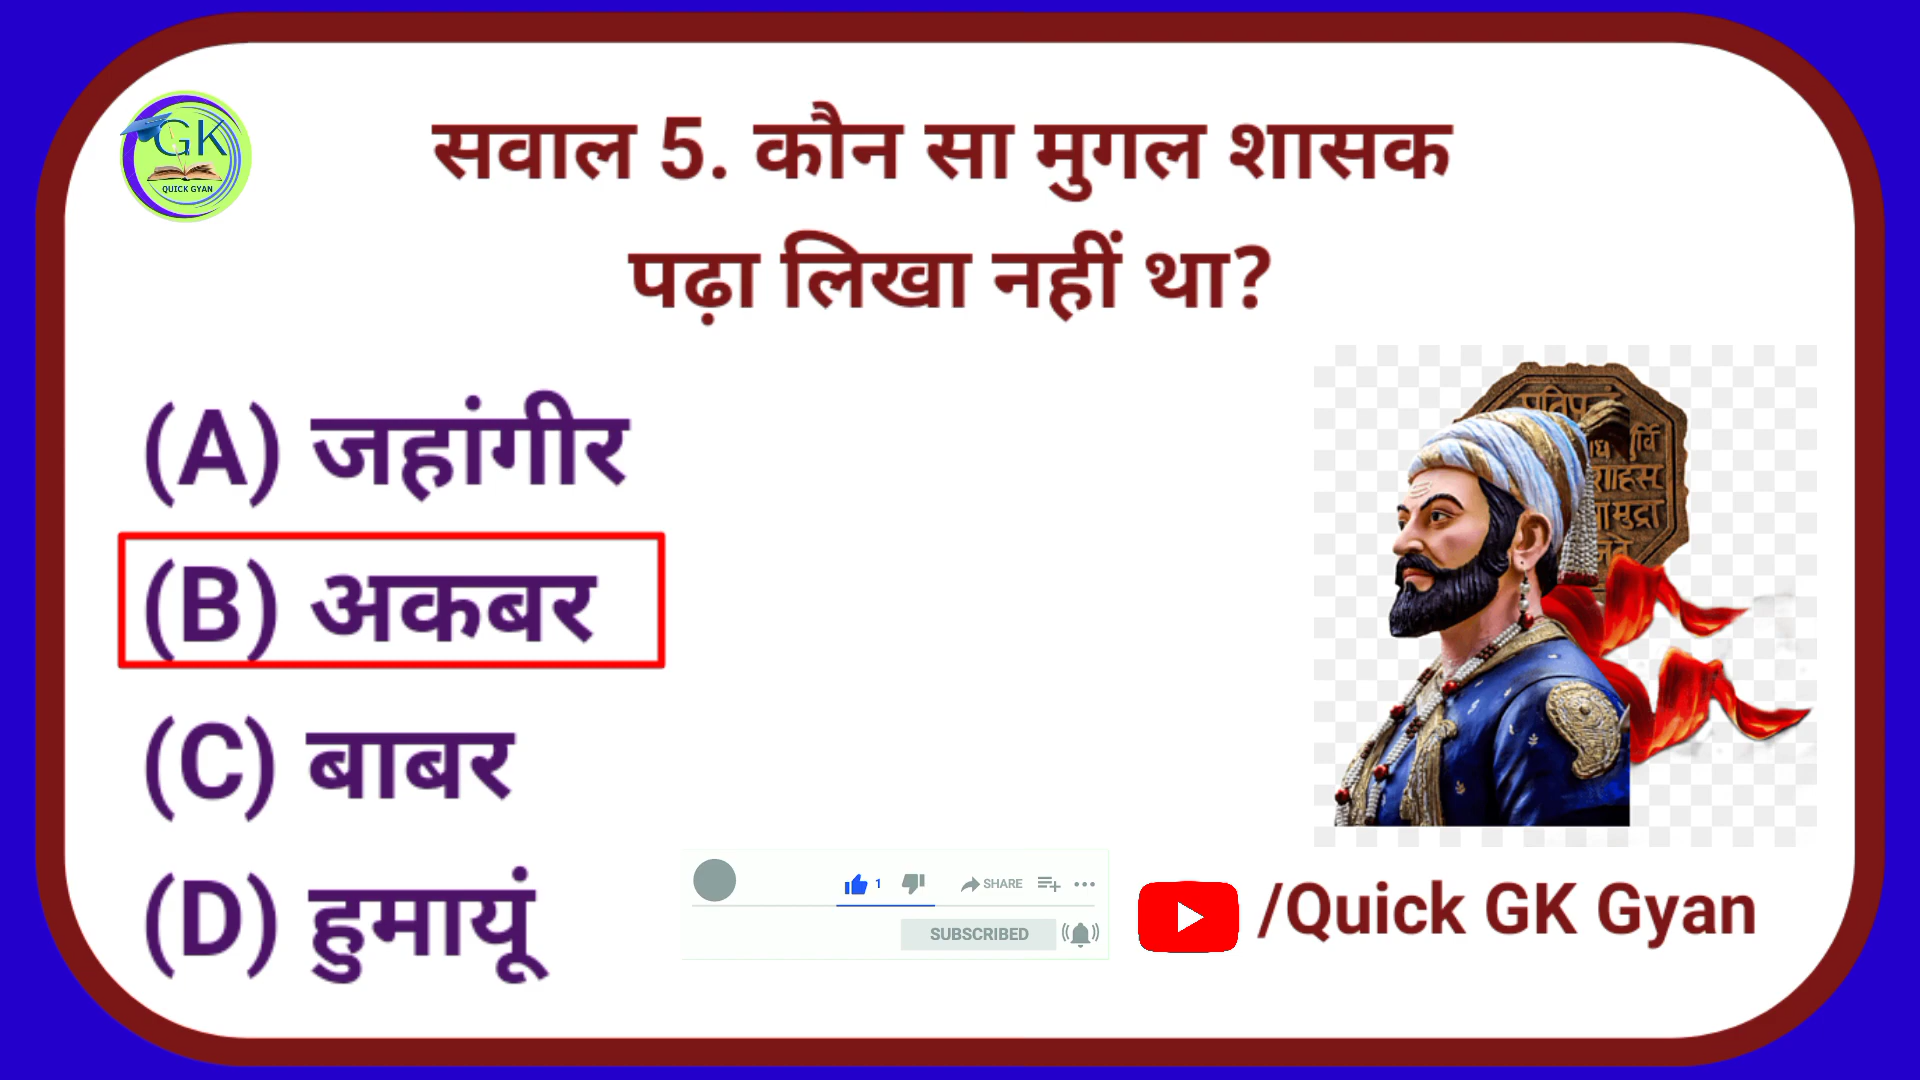 GK
QUICK GYAN
सवाल 5. कौन सा मुगल शासक
पढ़ा लिखा नहीं था?
(A) जहांगीर
(B) अकबर
(C) बाबर
(D) हुमायूं
1 SHARE
SUBSCRIBED
/Quick GK Gyan